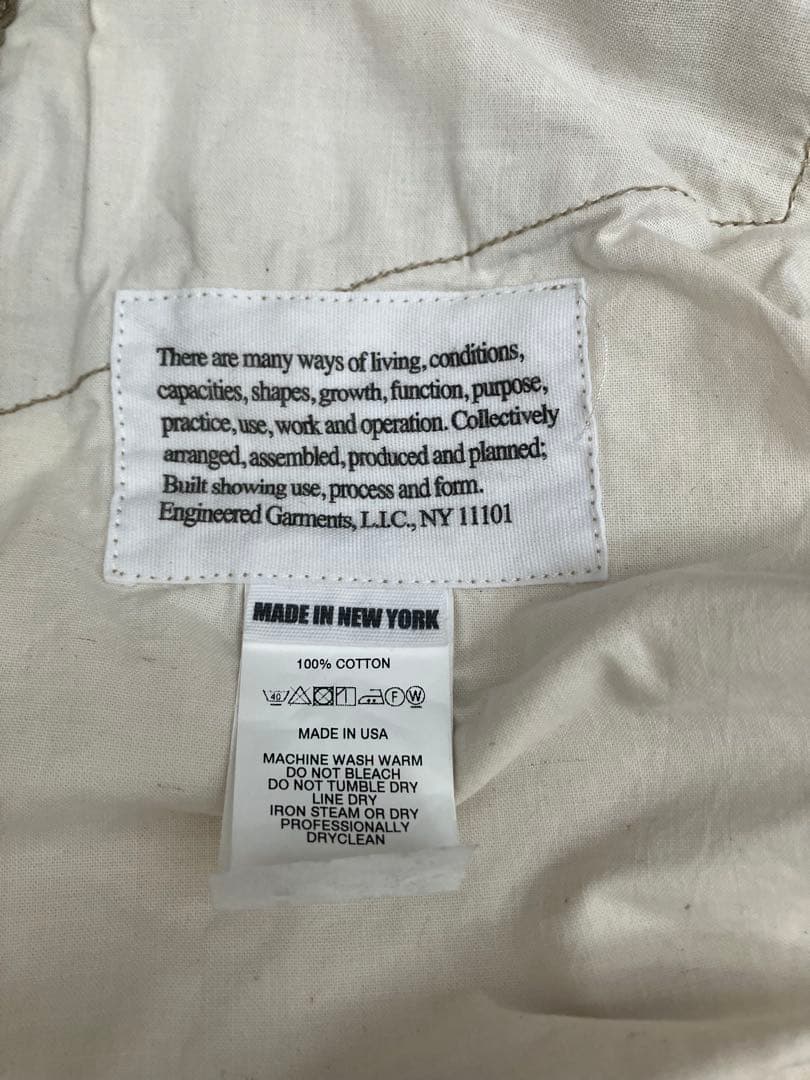 There are many ways of living, conditions,
capacities, shapes, growth, function, purpose,
practice, use, work and operation. Collectively
arranged, assembled, produced and planned;
Built showing use, process and form.
Engineered Garments, L.I.C., NY 11101
MADE IN NEW YORK
100% COTTON
40 F W
MADE IN USA
MACHINE WASH WARM
DO NOT BLEACH
DO NOT TUMBLE DRY
LINE DRY
IRON STEAM OR DRY
PROFESSIONALLY
DRYCLEAN